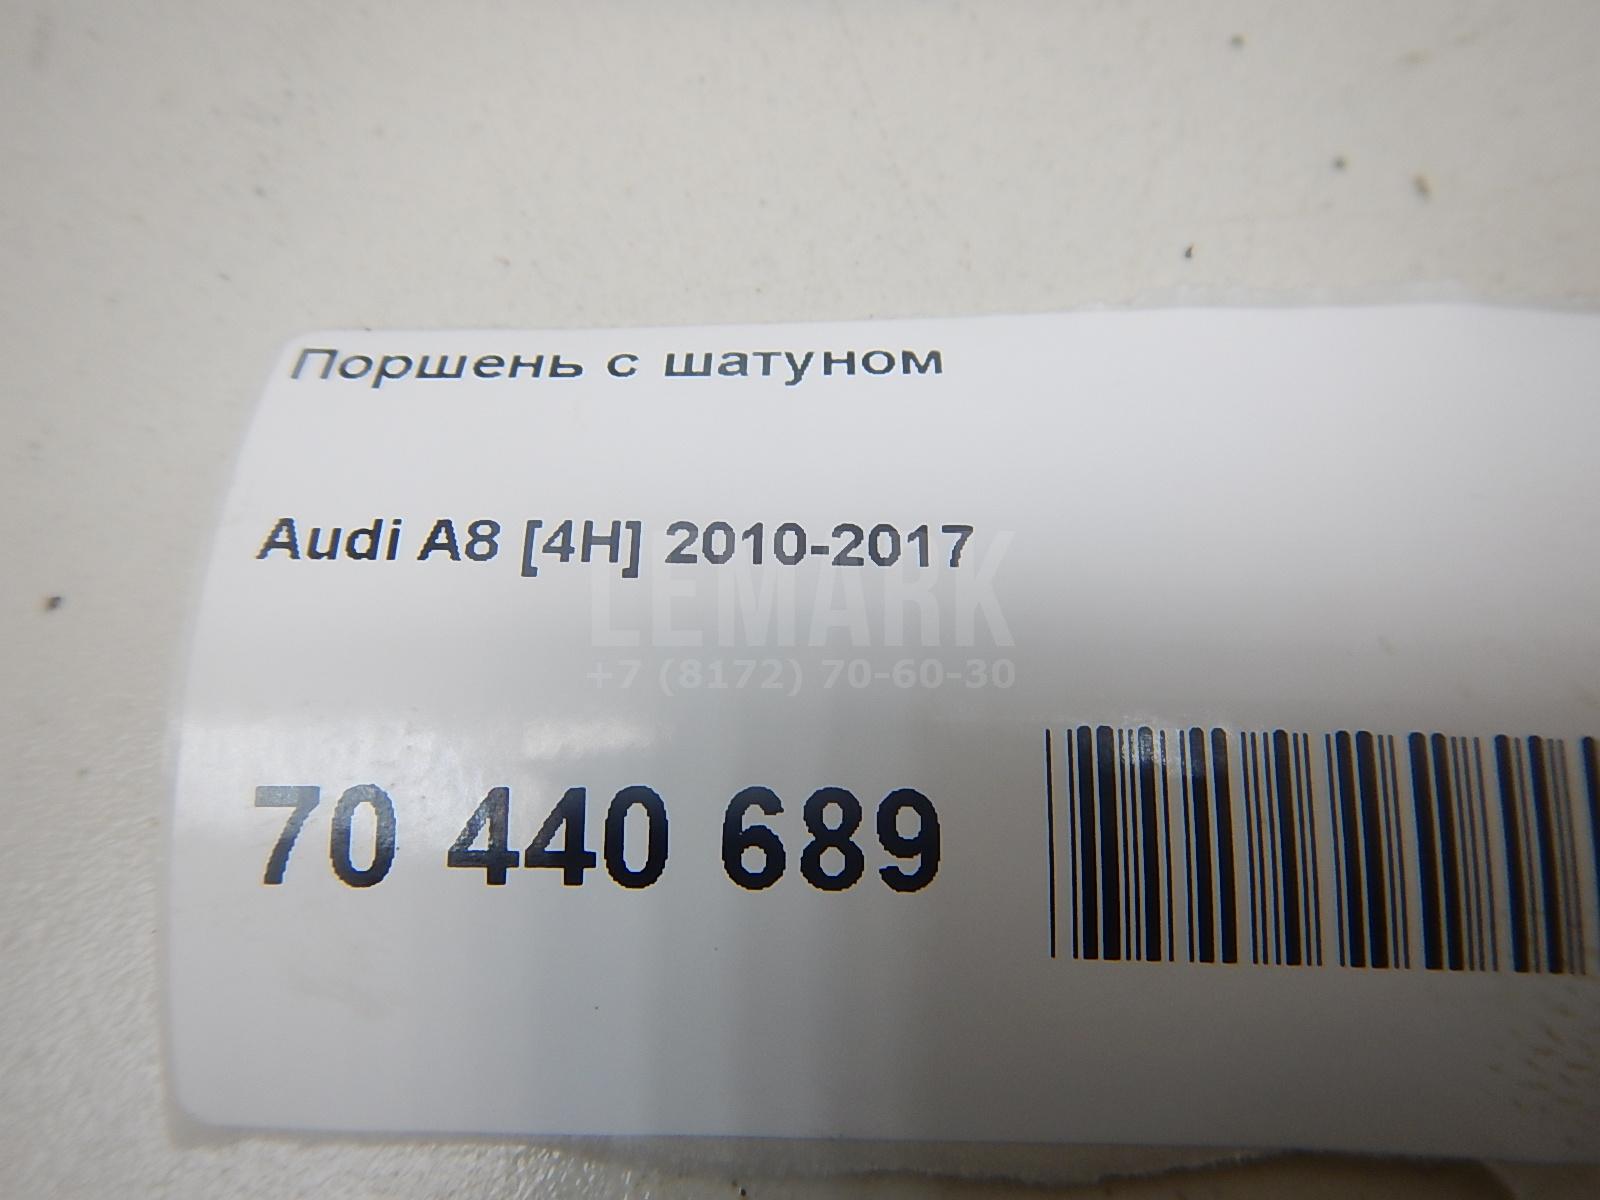 Поршень с шатуном
Audi A8 [4H] 2010-2017
LEMARK
+7 (8172) 70-60-30
70 440 689